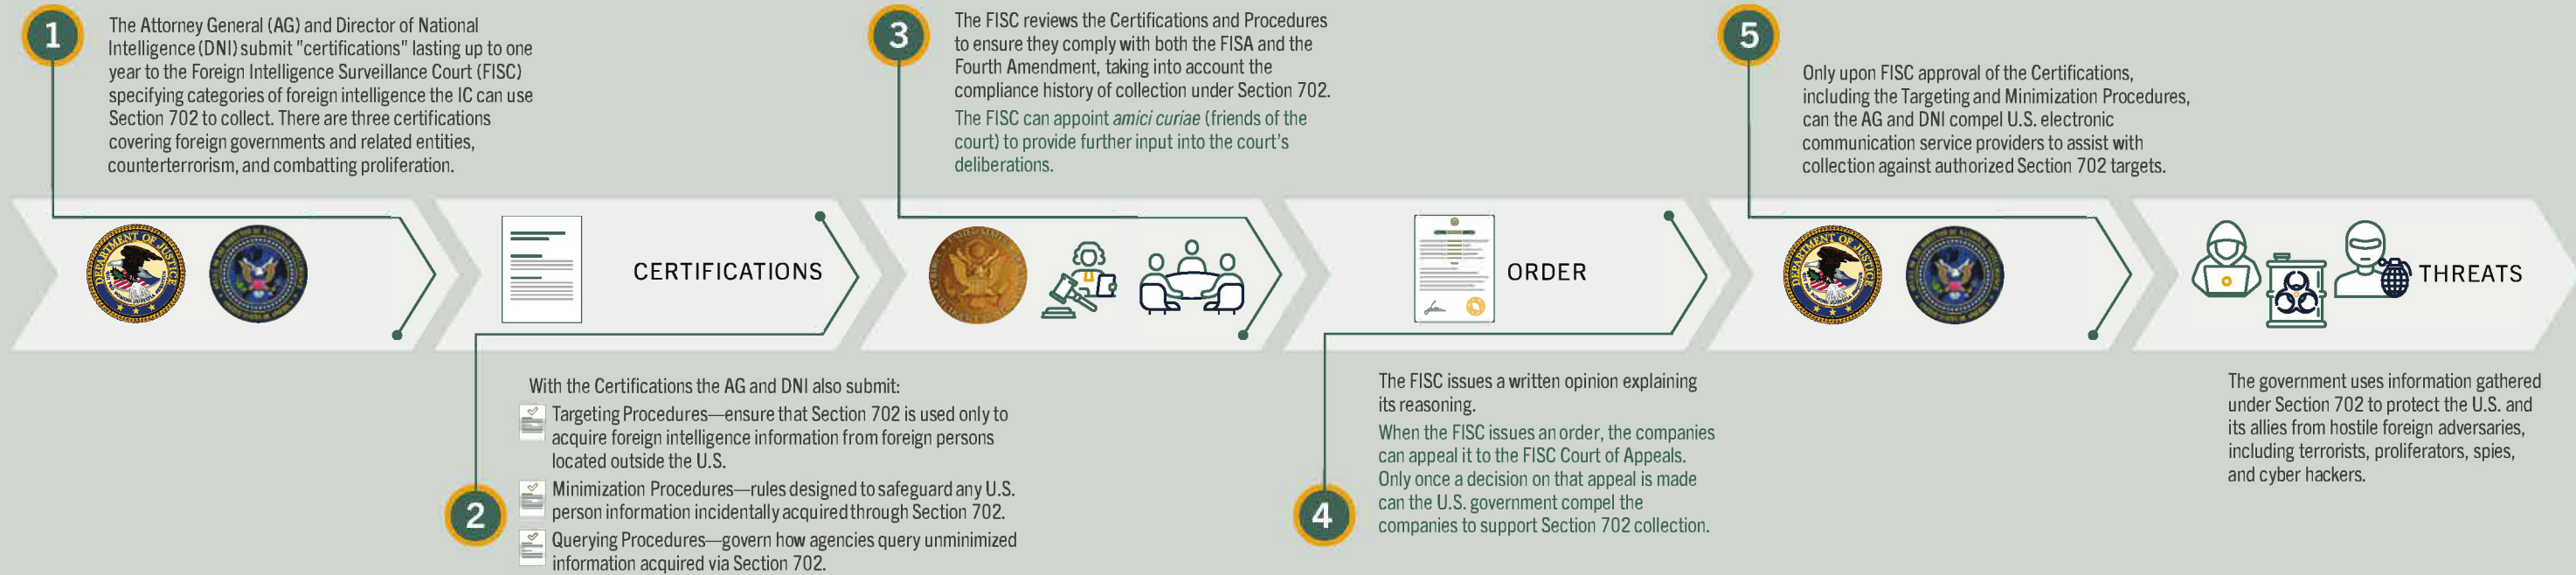 1
The Attorney General (AG) and Director of National
Intelligence (DNI) submit "certifications" lasting up to one
year to the Foreign Intelligence Surveillance Court (FISC)
specifying categories of foreign intelligence the IC can use
Section 702 to collect. There are three certifications
covering foreign governments and related entities,
counterterrorism, and combatting proliferation.
3
The FISC reviews the Certifications and Procedures
to ensure they comply with both the FISA and the
Fourth Amendment, taking into account the
compliance history of collection under Section 702.
The FISC can appoint amici curiae (friends of the
court) to provide further input into the court's
deliberations.
5
Only upon FISC approval of the Certifications,
including the Targeting and Minimization Procedures,
can the AG and DNI compel U.S. electronic
communication service providers to assist with
collection against authorized Section 702 targets.
DEPARTMENT OF JUSTICE
CERTIFICATIONS
ORDER
DEPARTMENT OF JUSTICE
THREATS
2
With the Certifications the AG and DNI also submit:
Targeting Procedures—ensure that Section 702 is used only to
acquire foreign intelligence information from foreign persons
located outside the U.S.
Minimization Procedures—rules designed to safeguard any U.S.
person information incidentally acquired through Section 702.
Querying Procedures—govern how agencies query unminimized
information acquired via Section 702.
4
The FISC issues a written opinion explaining
its reasoning.
When the FISC issues an order, the companies
can appeal it to the FISC Court of Appeals.
Only once a decision on that appeal is made
can the U.S. government compel the
companies to support Section 702 collection.
The government uses information gathered
under Section 702 to protect the U.S. and
its allies from hostile foreign adversaries,
including terrorists, proliferators, spies,
and cyber hackers.